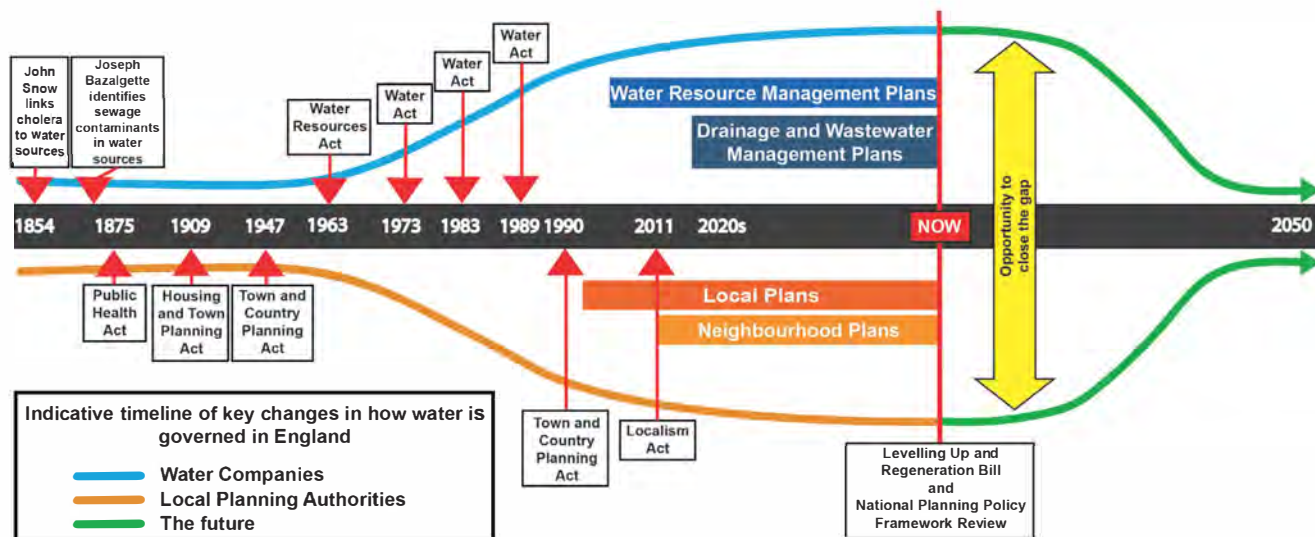 John
Snow
links
cholera
to water
sources
Joseph
Bazalgette
identifies
sewage
contaminants
in water
sources
Water
Resources
Act
Water
Act
Water
Act
Water
Act
Water Resource Management Plans
Drainage and Wastewater
Management Plans
Opportunity to
close the gap
1854
1875
1909
1947
1963
1973
1983
1989
1990
2011
2020s
NOW
2050
Public
Health
Act
Housing
and Town
Planning
Act
Town and
Country
Planning
Act
Local Plans
Neighbourhood Plans
Town and
Country
Planning
Act
Localism
Act
Levelling Up and
Regeneration Bill
and
National Planning Policy
Framework Review
Indicative timeline of key changes in how water is
governed in England
Water Companies
Local Planning Authorities
The future